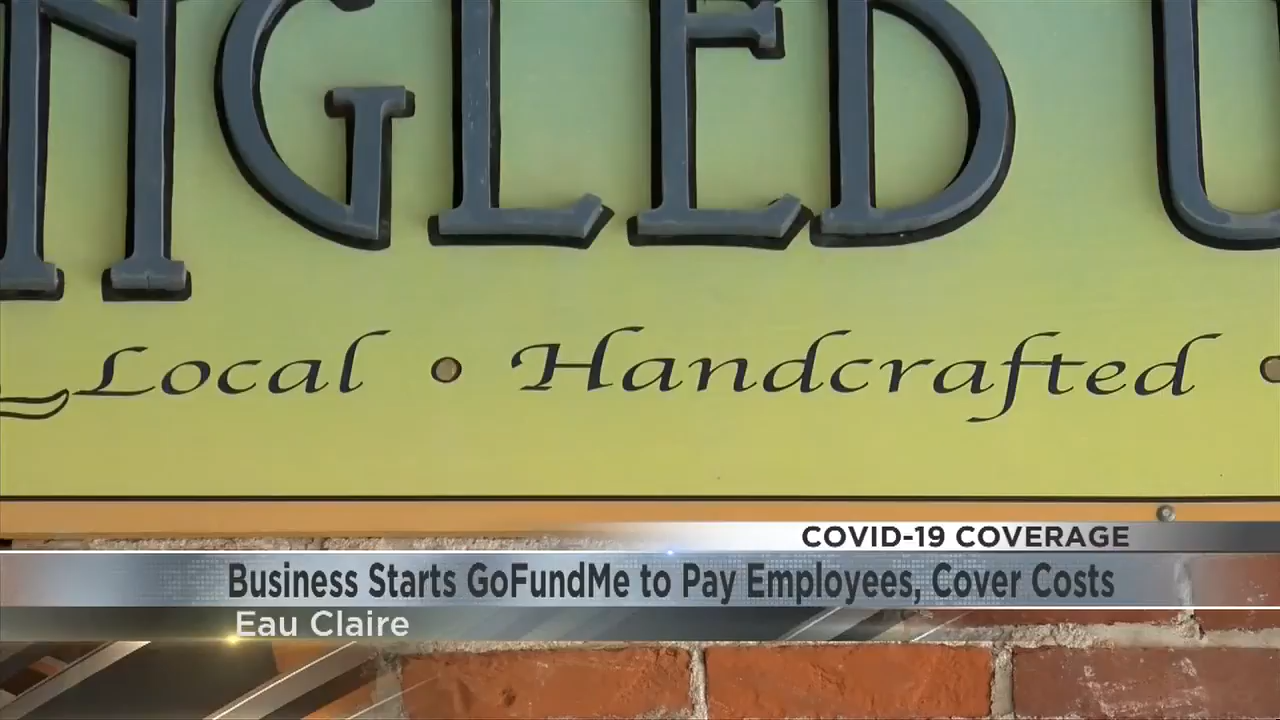 NGLED U
Local • Handcrafted •
COVID-19 COVERAGE
Business Starts GoFundMe to Pay Employees, Cover Costs
Eau Claire